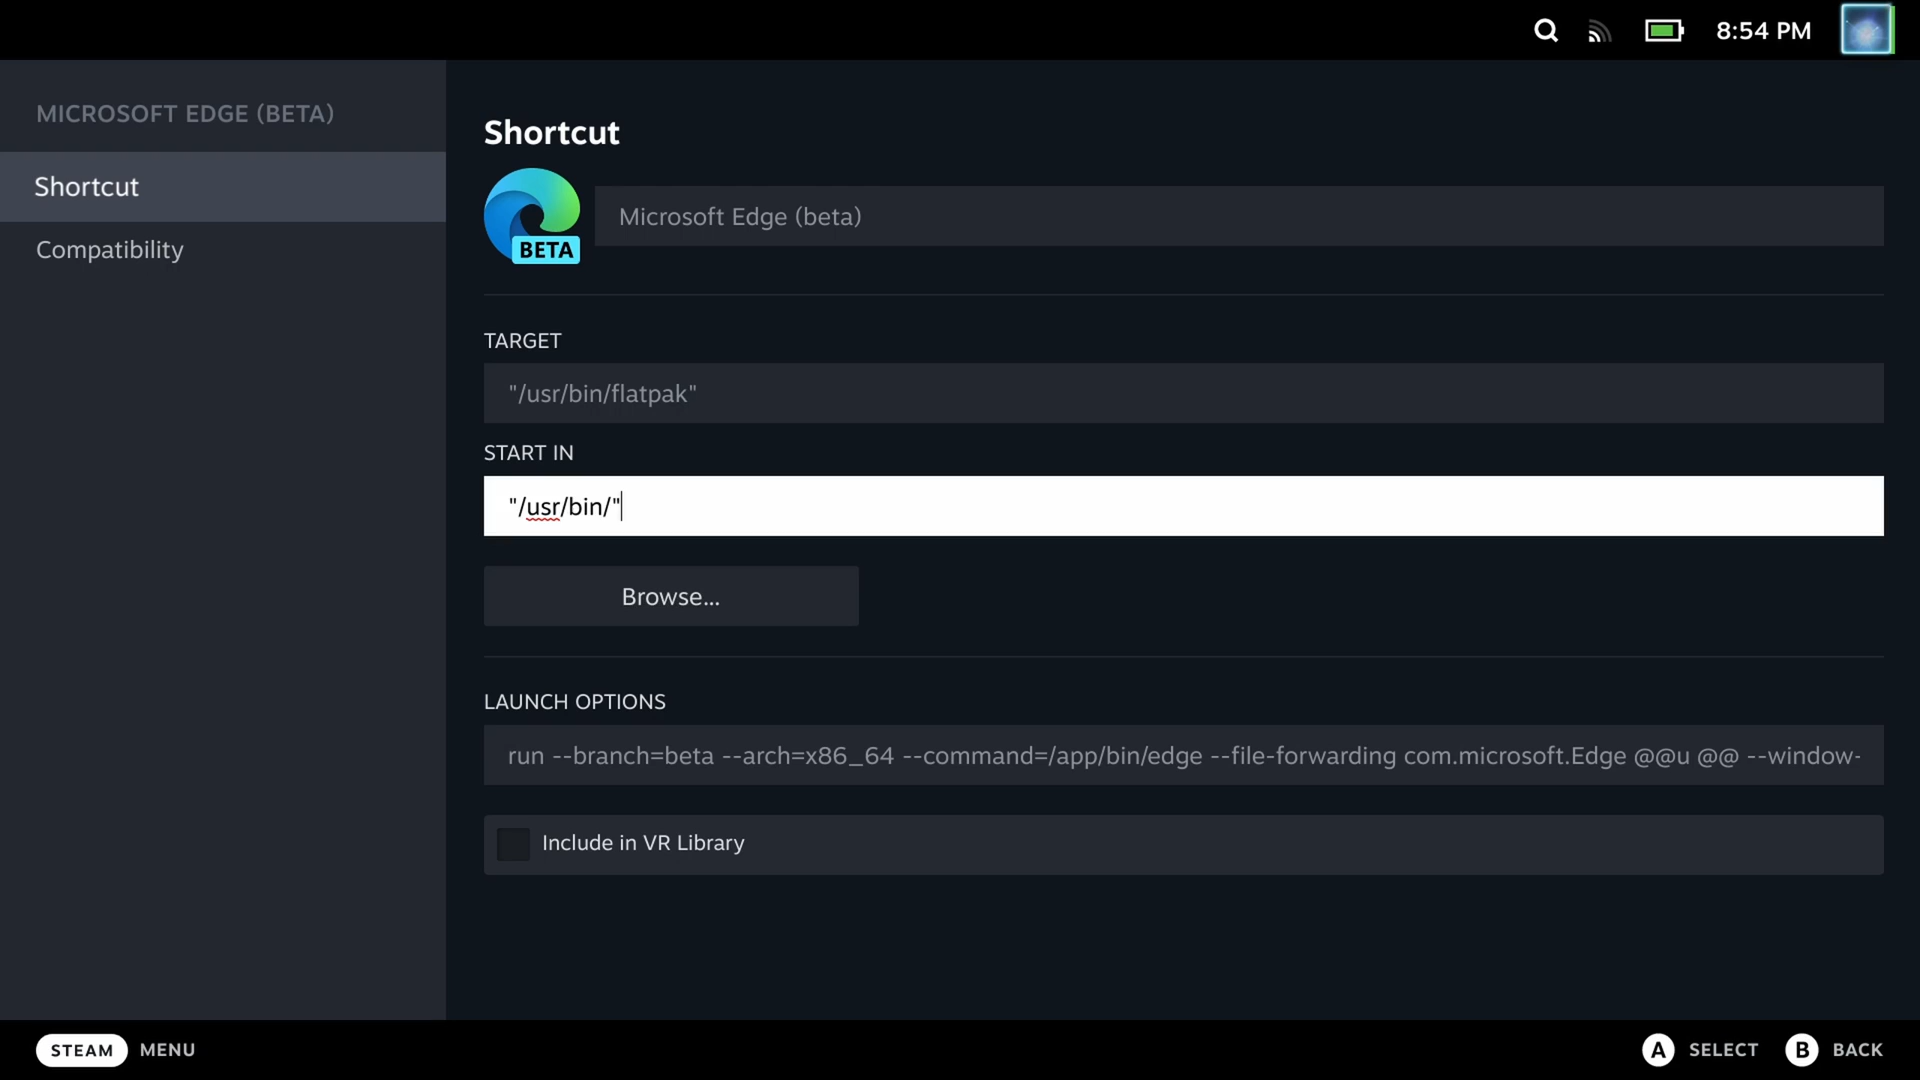 8:54 PM
MICROSOFT EDGE (BETA)
Shortcut
Compatibility
Shortcut
BETA
Microsoft Edge (beta)
TARGET
"/usr/bin/flatpak"
START IN
"/usr/bin/"
Browse...
LAUNCH OPTIONS
run --branch=beta --arch=x86_64 --command=/app/bin/edge --file-forwarding com.microsoft.Edge @@u @@ --window-
Include in VR Library
STEAM MENU
A SELECT B BACK